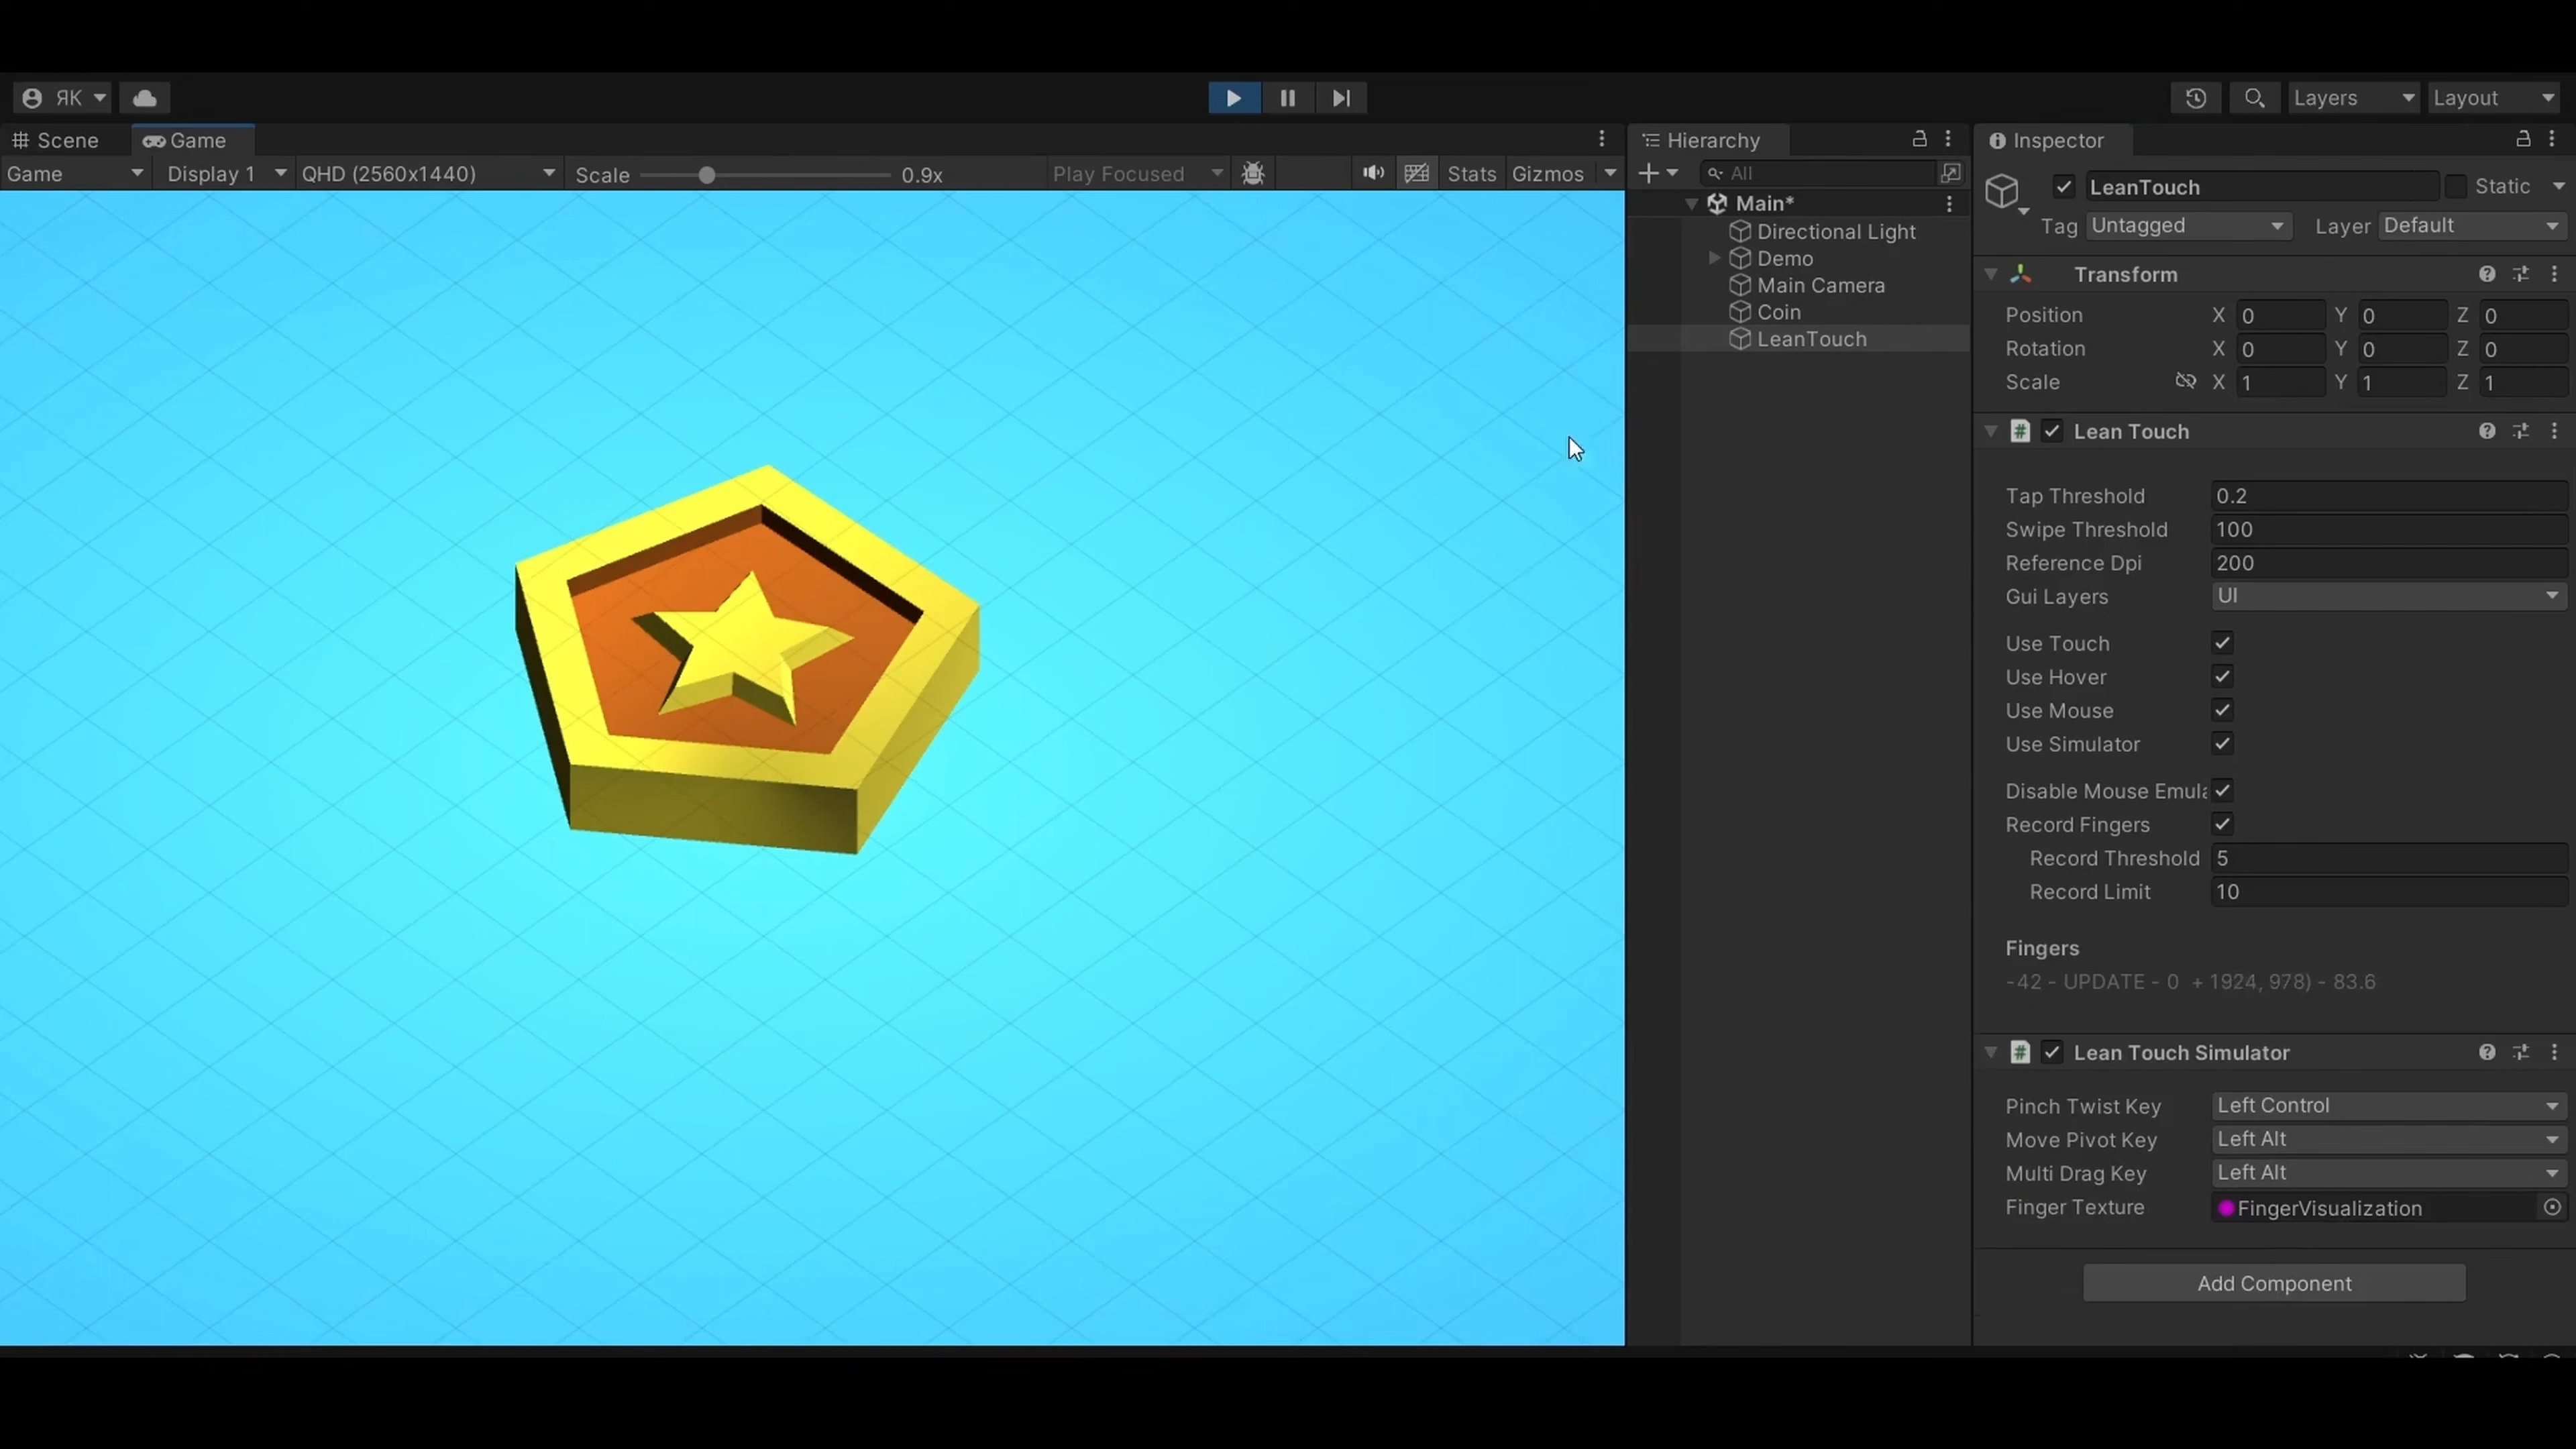 ЯК
Layers
Layout
Scene
Game
Hierarchy
Inspector
Game
Display 1
QHD (2560x1440)
Scale
0.9x
Play Focused
Stats
Gizmos
All
Main*
Directional Light
Demo
Main Camera
Coin
LeanTouch
LeanTouch
Static
Tag
Untagged
Layer
Default
Transform
Position X 0 Y 0 Z 0
Rotation X 0 Y 0 Z 0
Scale X 1 Y 1 Z 1
Lean Touch
Tap Threshold 0.2
Swipe Threshold 100
Reference Dpi 200
Gui Layers UI
Use Touch
Use Hover
Use Mouse
Use Simulator
Disable Mouse Emula
Record Fingers
Record Threshold 5
Record Limit 10
Fingers
-42 - UPDATE - 0 + 1924, 978) - 83.6
Lean Touch Simulator
Pinch Twist Key Left Control
Move Pivot Key Left Alt
Multi Drag Key Left Alt
Finger Texture FingerVisualization
Add Component